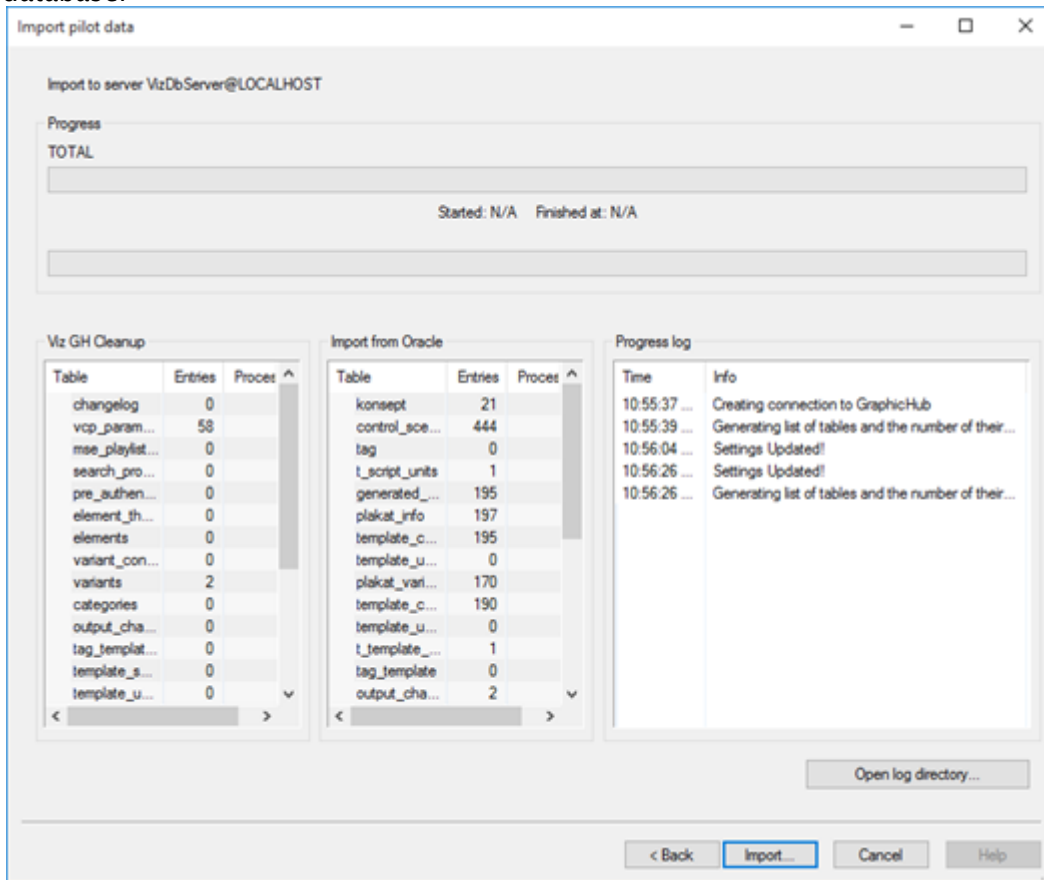 database.
Import pilot data
Import to server VizDbServer@LOCALHOST
Progress
TOTAL
Started: N/A Finished at: N/A
Viz GH Cleanup
Table Entries Proces
changelog 0
vcp_param... 58
mse_playlist... 0
search_pro... 0
pre_authen... 0
element_th... 0
elements 0
variant_con... 0
variants 2
categories 0
output_cha... 0
tag_templat... 0
template_s... 0
template_u... 0
Import from Oracle
Table Entries Proces
konsept 21
control_sce... 444
tag 0
t_script_units 1
generated_... 195
plakat_info 197
template_c... 195
template_u... 0
plakat_vari... 170
template_c... 190
template_u... 0
t_template_... 1
tag_template 0
output_cha... 2
Progress log
Time Info
10:55:37 ... Creating connection to GraphicHub
10:55:39 ... Generating list of tables and the number of their...
10:56:04 ... Settings Updated!
10:56:26 ... Settings Updated!
10:56:26 ... Generating list of tables and the number of their...
Open log directory...
< Back Import... Cancel Help